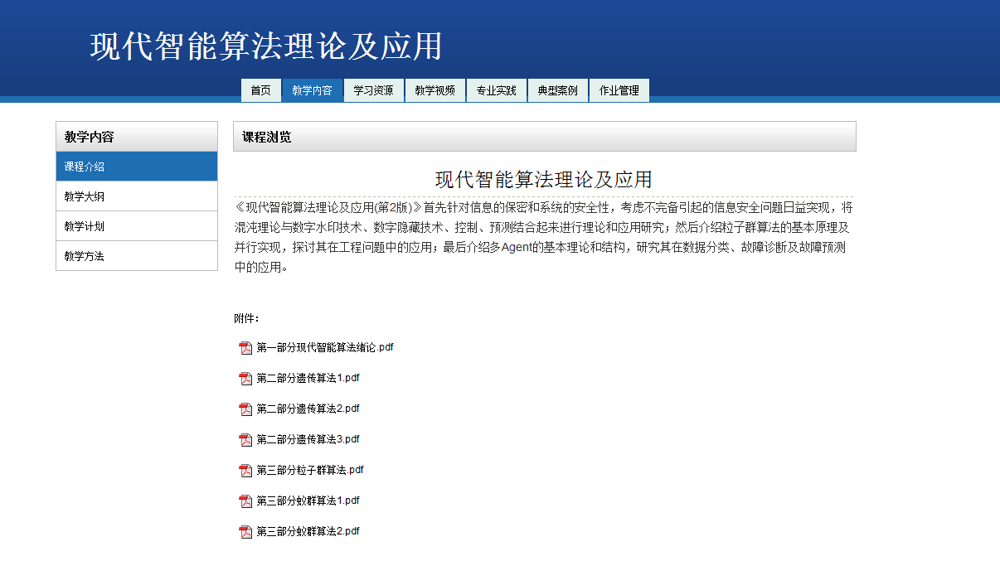 现代智能算法理论及应用
首页 教学内容 学习资源 教学视频 专业实践 典型案例 作业管理
教学内容
课程介绍
教学大纲
教学计划
教学方法
课程浏览
现代智能算法理论及应用
《现代智能算法理论及应用(第2版)》首先针对信息的保密和系统的安全性，考虑不完备引起的信息安全问题日益突现，将
混沌理论与数字水印技术、数字隐藏技术、控制、预测结合起来进行理论和应用研究；然后介绍粒子群算法的基本原理及
并行实现，探讨其在工程问题中的应用；最后介绍多Agent的基本理论和结构，研究其在数据分类、故障诊断及故障预测
中的应用。
附件：
第一部分现代智能算法绪论.pdf
第二部分遗传算法1.pdf
第二部分遗传算法2.pdf
第二部分遗传算法3.pdf
第三部分粒子群算法.pdf
第三部分蚁群算法1.pdf
第三部分蚁群算法2.pdf